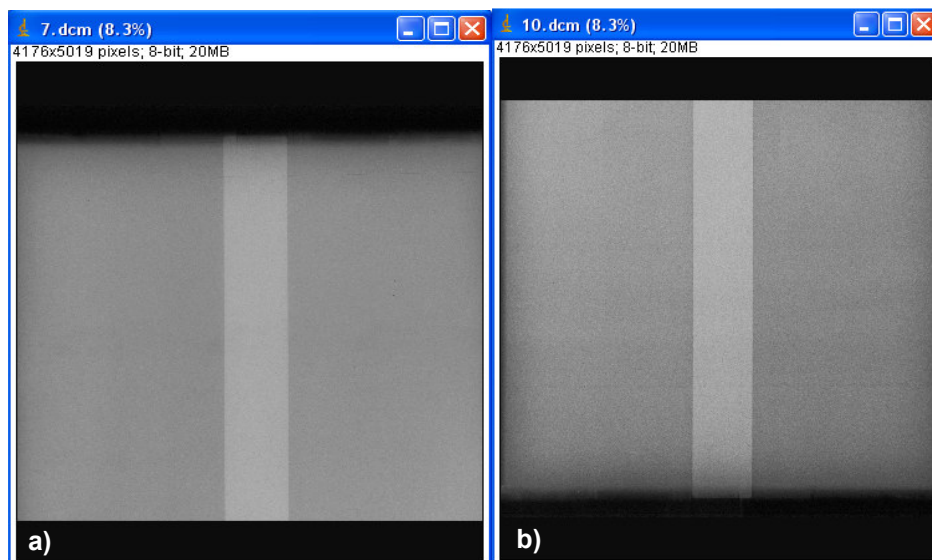 7.dcm (8.3%)
4176x5019 pixels; 8-bit; 20MB
a)
10.dcm (8.3%)
4176x5019 pixels; 8-bit; 20MB
b)